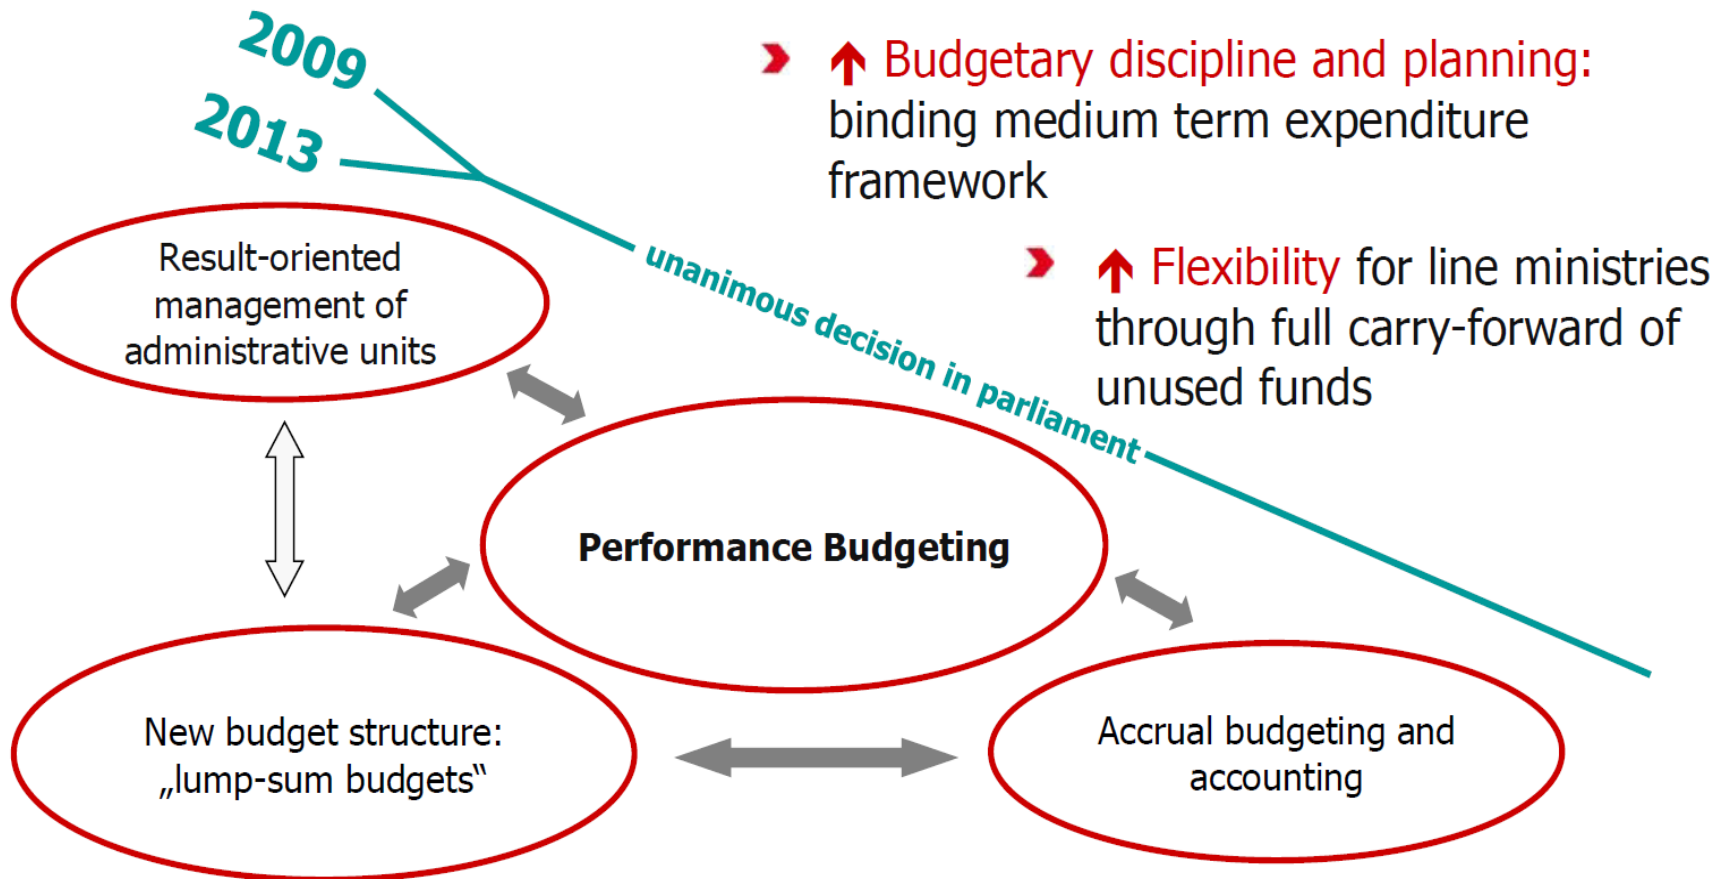 2009
2013
↑ Budgetary discipline and planning:
binding medium term expenditure
framework
↑ Flexibility for line ministries
through full carry-forward of
unused funds
unanimous decision in parliament
Result-oriented
management of
administrative units
Performance Budgeting
New budget structure:
„lump-sum budgets“
Accrual budgeting and
accounting